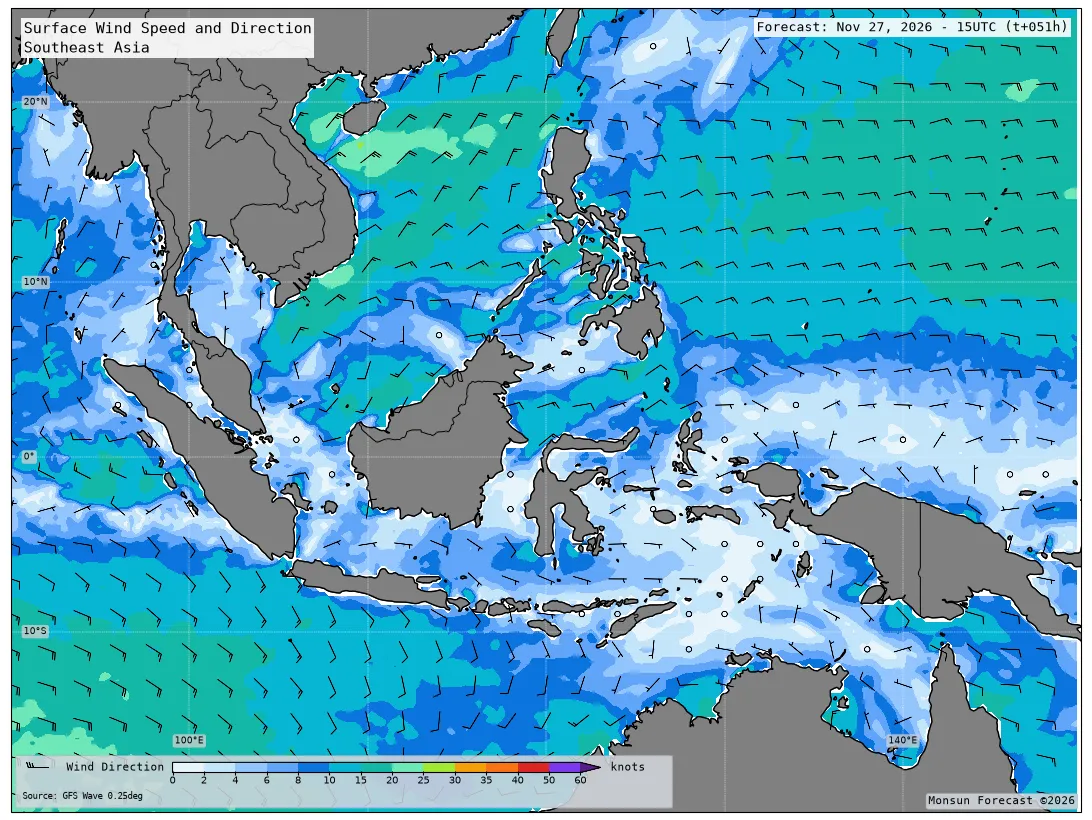 Surface Wind Speed and Direction
Southeast Asia
Forecast: Nov 27, 2026 - 15UTC (t+051h)
20°N
10°N
0°
10°S
100°E
140°E
Wind Direction
0 2 4 6 8 10 15 20 25 30 35 40 50 60
knots
Source: GFS Wave 0.25deg
Monsun Forecast ©2026